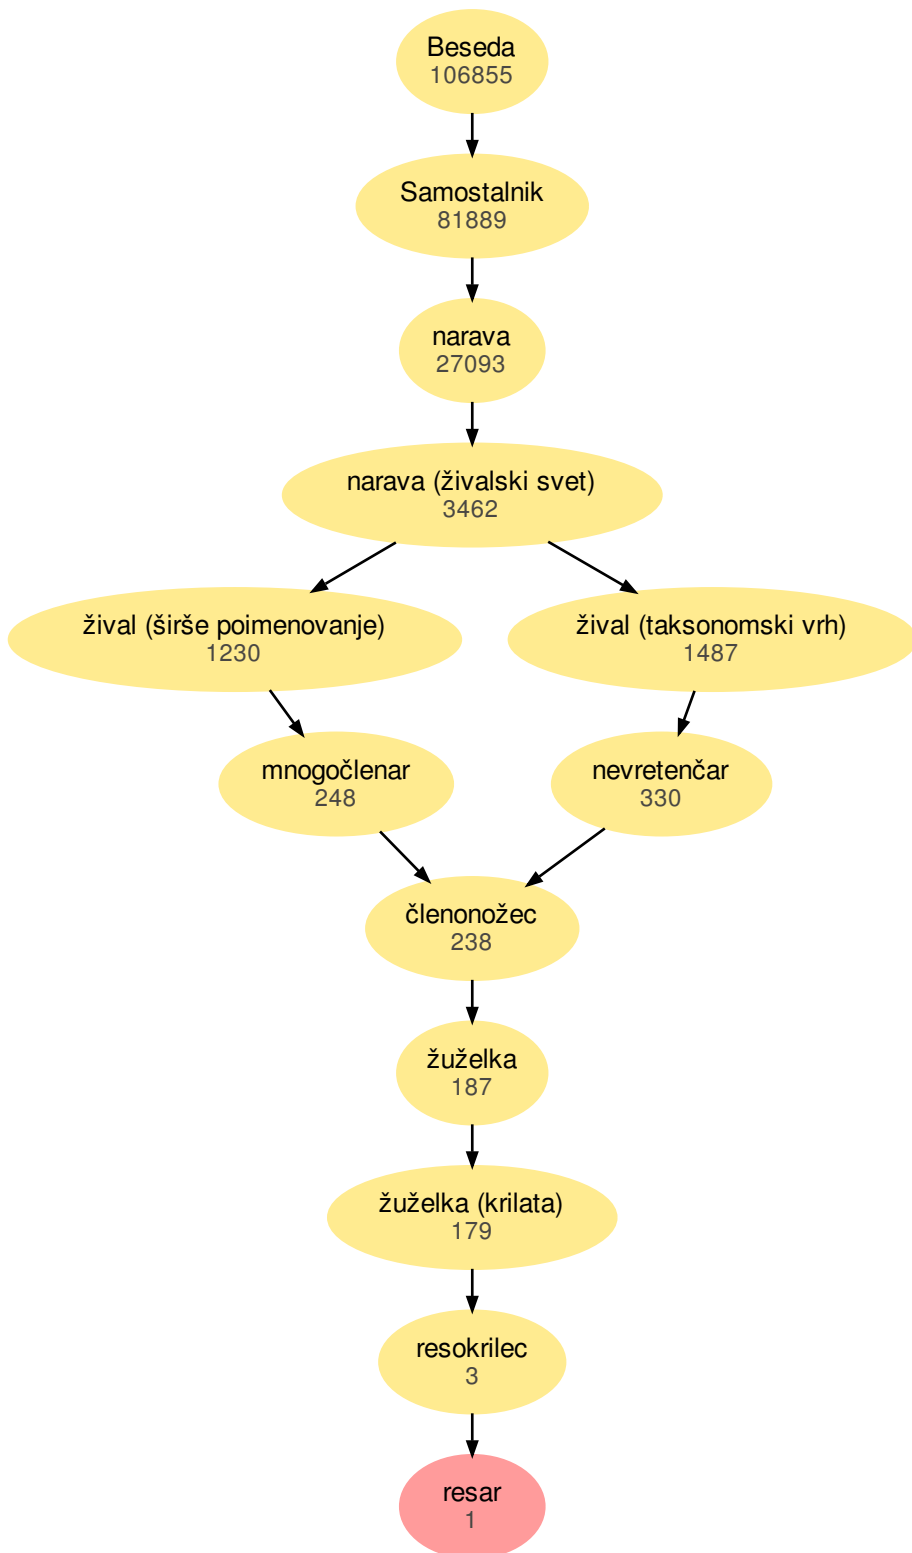 Beseda
106855
Samostalnik
81889
narava
27093
narava (živalski svet)
3462
žival (širše poimenovanje)
1230
žival (taksonomski vrh)
1487
mnogočlenar
248
nevretenčar
330
členonožec
238
žuželka
187
žuželka (krilata)
179
resokrilec
3
resar
1